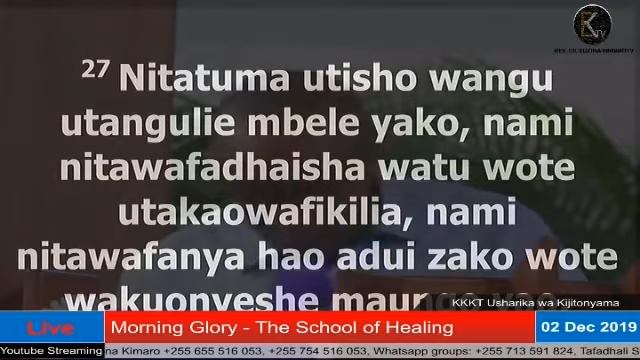 27 Nitatuma utisho wangu
utangulie mbele yako, nami
nitawafadhaisha watu wote
utakaowafikilia, nami
nitawafanya hao adui zako wote
wakuonyeshe
KKKT Usharika wa Kijitonyama
Live
Morning Glory - The School of Healing
02 Dec 2019
Youtube Streaming
na Kimaro +255 655 516 053, +255 754 516 053, Whatsapp groups: +255 713 591 824, Tafadhali S